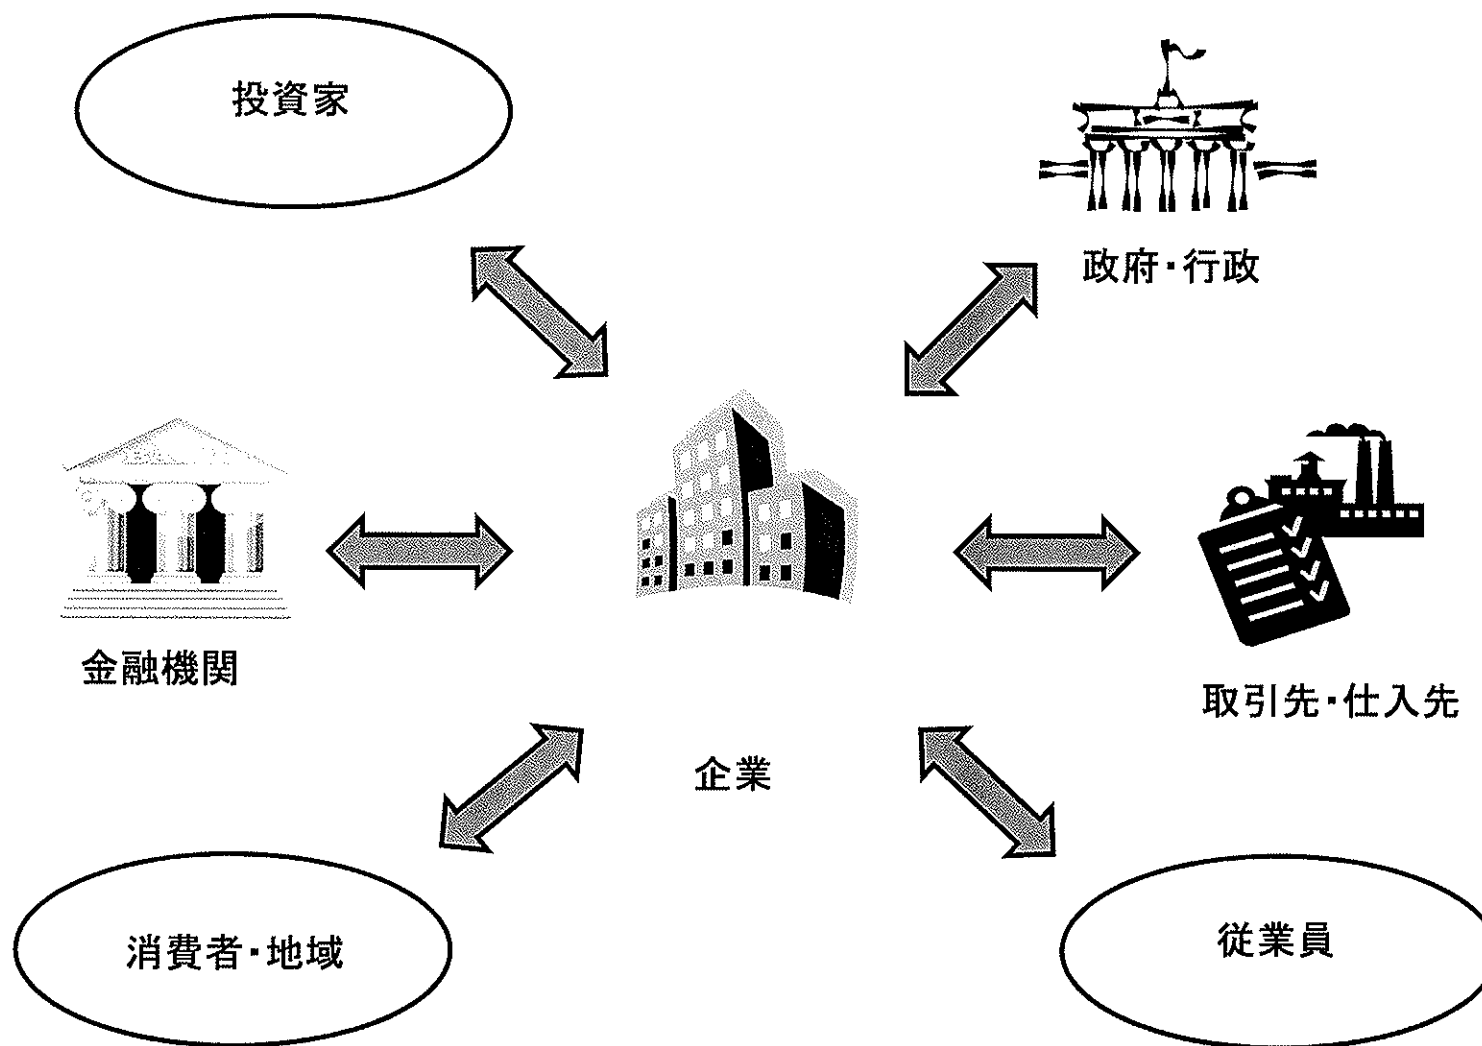 投資家
政府・行政
金融機関
取引先・仕入先
企業
消費者・地域
従業員